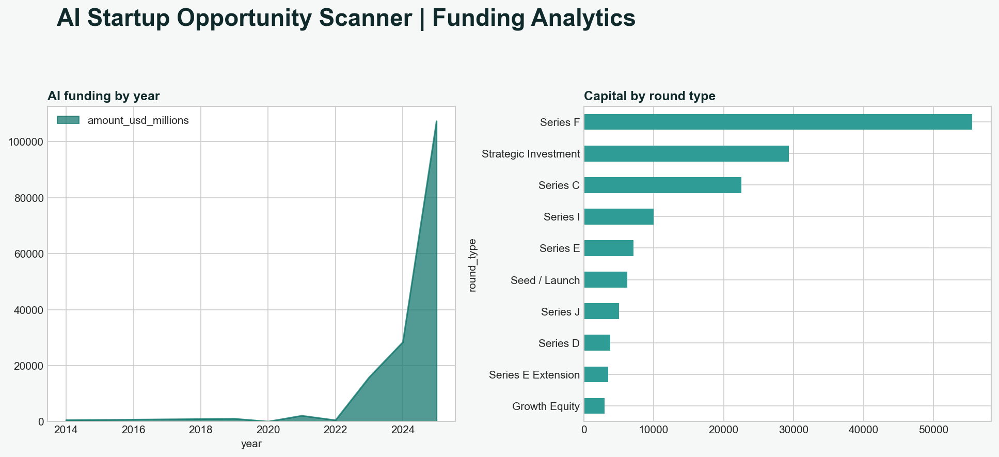 AI Startup Opportunity Scanner | Funding Analytics
AI funding by year
amount_usd_millions
100000
80000
60000
40000
20000
0
2014 2016 2018 2020 2022 2024
year
Capital by round type
round_type
Series F
Strategic Investment
Series C
Series I
Series E
Seed / Launch
Series J
Series D
Series E Extension
Growth Equity
0 10000 20000 30000 40000 50000